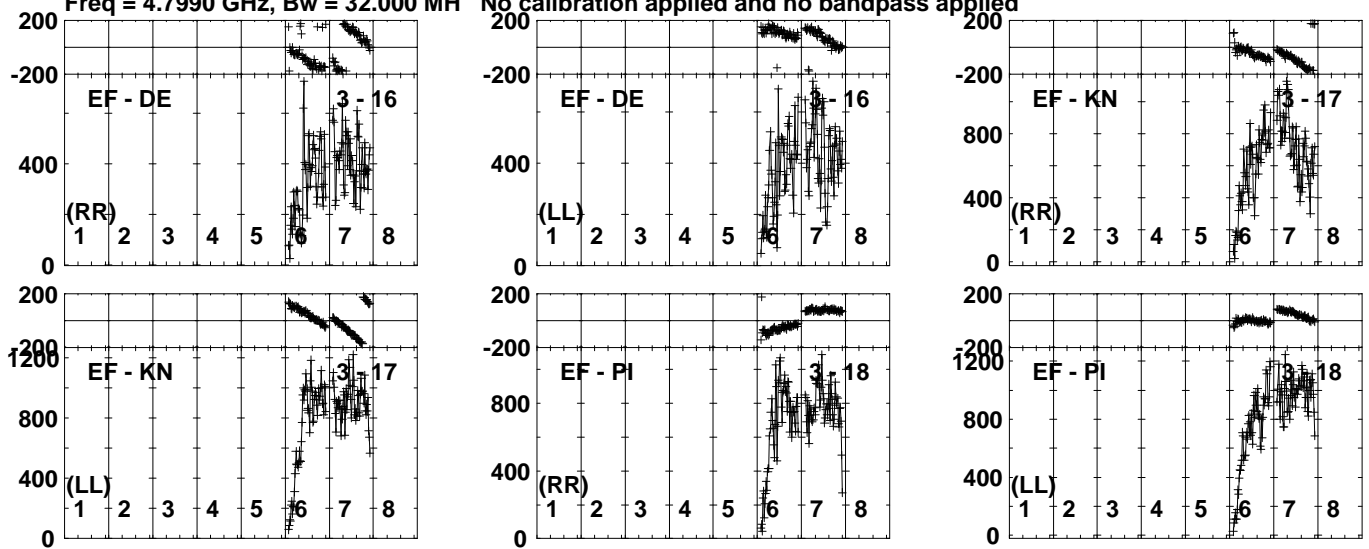 Freq = 4.7990 GHz, Bw = 32.000 MH No calibration applied and no bandpass applied
200
-200
EF - DE
3 - 16
400
(RR)
1 2 3 4 5 6 7 8
0
200
-200
EF - DE
3 - 16
400
(LL)
1 2 3 4 5 6 7 8
0
200
-200
EF - KN
3 - 17
800
400
(RR)
1 2 3 4 5 6 7 8
0
200
-200
1200
EF - KN
3 - 17
800
400
(LL)
1 2 3 4 5 6 7 8
0
200
-200
EF - PI
3 - 18
800
400
(RR)
1 2 3 4 5 6 7 8
0
200
-200
1200
EF - PI
3 - 18
800
400
(LL)
1 2 3 4 5 6 7 8
0